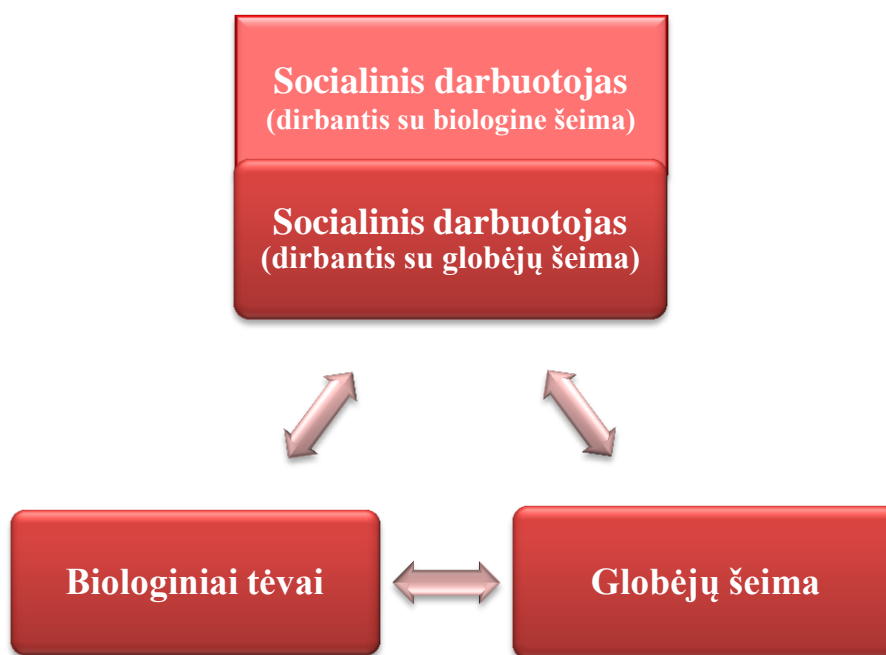 Socialinis darbuotojas
(dirbantis su biologine šeima)
Socialinis darbuotojas
(dirbantis su globėjų šeima)
Biologiniai tėvai
Globėjų šeima